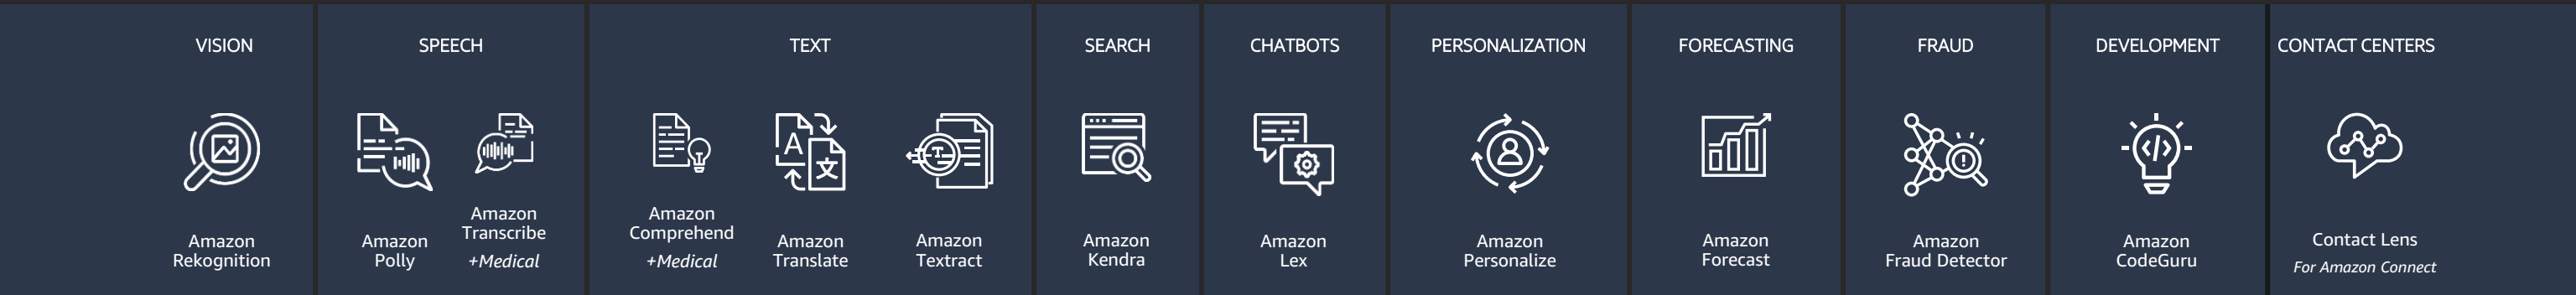 VISION
Amazon
Rekognition
SPEECH
Amazon
Polly
Amazon
Transcribe
+Medical
TEXT
Amazon
Comprehend
+Medical
A
文
Amazon
Translate
T
Amazon
Textract
SEARCH
Amazon
Kendra
CHATBOTS
Amazon
Lex
PERSONALIZATION
Amazon
Personalize
FORECASTING
Amazon
Forecast
FRAUD
Amazon
Fraud Detector
DEVELOPMENT
</>
Amazon
CodeGuru
CONTACT CENTERS
Contact Lens
For Amazon Connect